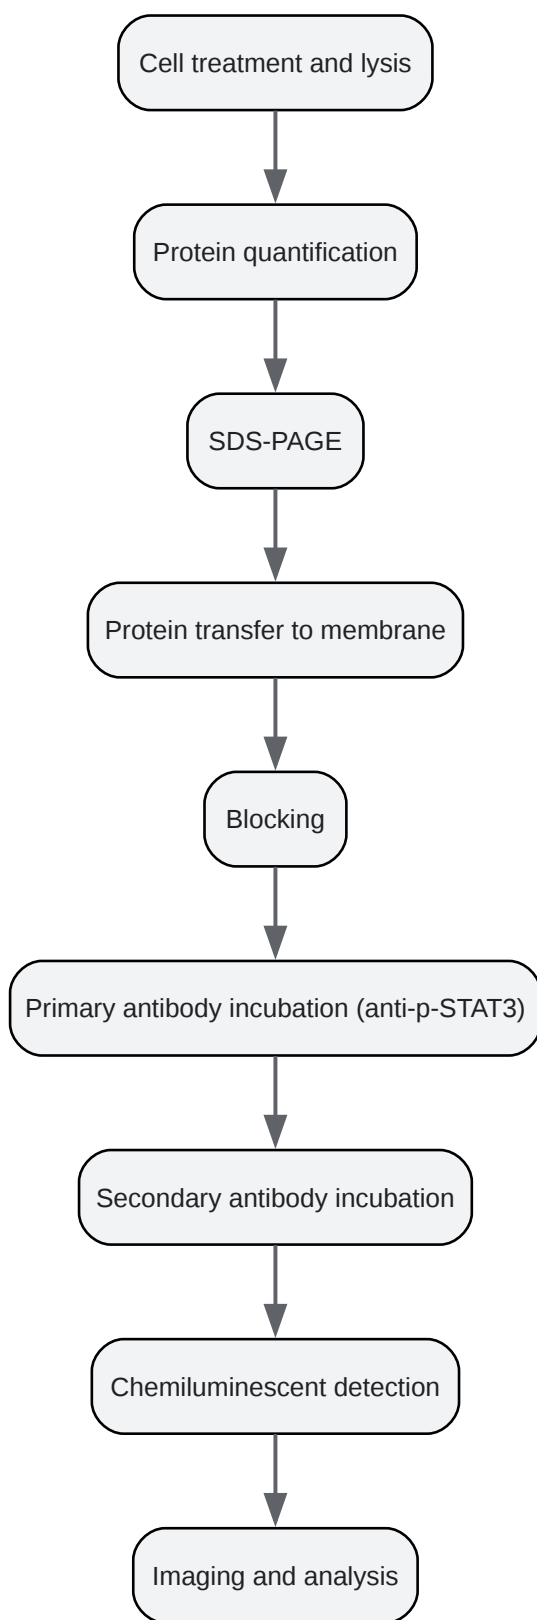 Cell treatment and lysis
Protein quantification
SDS-PAGE
Protein transfer to membrane
Blocking
Primary antibody incubation (anti-p-STAT3)
Secondary antibody incubation
Chemiluminescent detection
Imaging and analysis